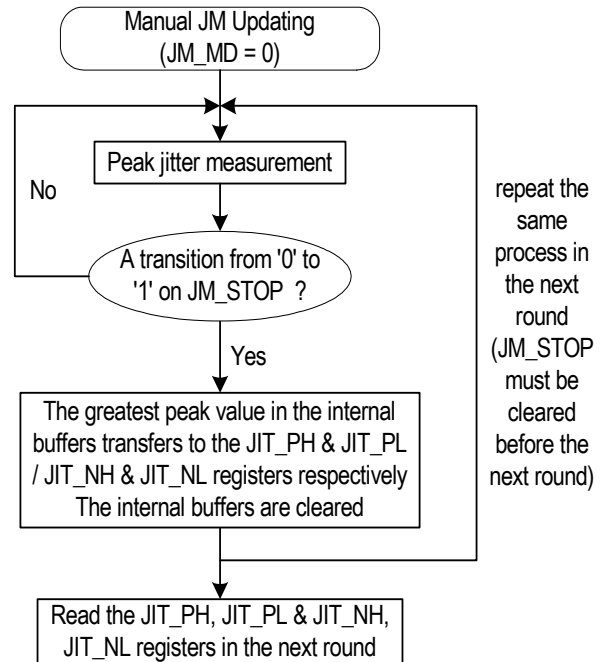 Manual JM Updating
(JM_MD = 0)
Peak jitter measurement
No
A transition from '0' to
'1' on JM_STOP  ?
Yes
The greatest peak value in the internal
buffers transfers to the JIT_PH & JIT_PL
/ JIT_NH & JIT_NL registers respectively
The internal buffers are cleared
repeat the
same
process in
the next
round
(JM_STOP
must be
cleared
before the
next round)
Read the JIT_PH, JIT_PL & JIT_NH,
JIT_NL registers in the next round